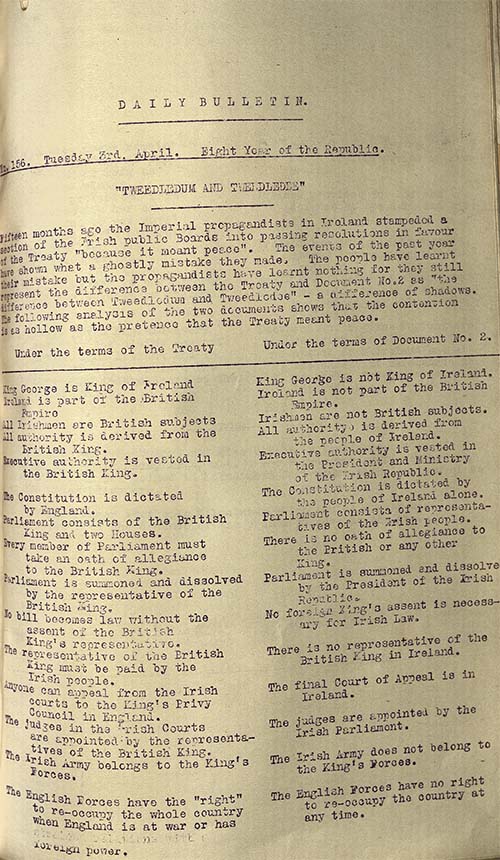 DAILY BULLETIN.
No.156. Tuesday 3rd. April. Eight Year of the Republic.
"TWEEDLEDUM AND TWEEDLEDEE"
Fifteen months ago the Imperial propagandists in Ireland stampeded a
section of the Irish public Boards into passing resolutions in favour
of the Treaty "because it meant peace". The events of the past year
have shown what a ghostly mistake they made. The people have learnt
their mistake but the propagandists have learnt nothing for they still
represent the difference between the Treaty and Document No.2 as "the
difference between Tweedledum and Tweedledee" - a difference of shadows.
The following analysis of the two documents shows that the contention
is as hollow as the pretence that the Treaty meant peace.
Under the terms of the Treaty
King George is King of Ireland
Ireland is part of the British
Empire
All Irishmen are British subjects
All authority is derived from the
British King.
Executive authority is vested in
the British King.
The Constitution is dictated
by England.
Parliament consists of the British
King and two Houses.
Every member of Parliament must
take an oath of allegiance
to the British King.
Parliament is summoned and dissolved
by the representative of the
British King.
No bill becomes law without the
assent of the British
King's representative.
The representative of the British
King must be paid by the
Irish people.
Anyone can appeal from the Irish
courts to the King's Privy
Council in England.
The judges in the Irish Courts
are appointed by the representa-
tives of the British King.
The Irish Army belongs to the King's
Forces.
The English Forces have the "right"
to re-occupy the whole country
when England is at war or has
foreign power.
Under the terms of Document No. 2.
King George is not King of Ireland.
Ireland is not part of the British
Empire.
Irishmen are not British subjects.
All authority is derived from
the people of Ireland.
Executive authority is vested in
the President and Ministry
of the Irish Republic.
The Constitution is dictated by
the people of Ireland alone.
Parliament consists of representa-
tives of the Irish people.
There is no oath of allegiance to
the British or any other
King.
Parliament is summoned and dissolve
by the President of the Irish
Republic.
No foreign King's assent is necess-
ary for Irish Law.
There is no representative of the
British King in Ireland.
The final Court of Appeal is in
Ireland.
The judges are appointed by the
Irish Parliament.
The Irish Army does not belong to
the King's Forces.
The English Forces have no right
to re-occupy the country at
any time.